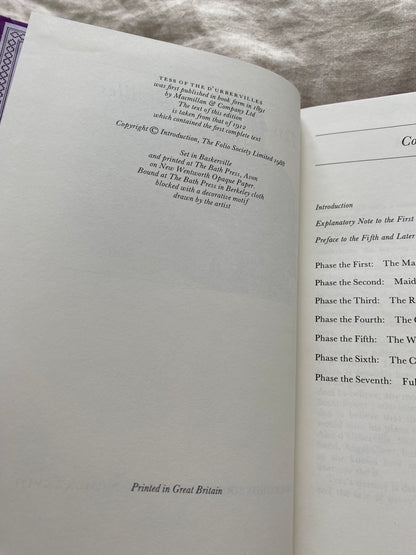 TESS OF THE D'URBERVILLES
was first published in book form in 1891
by Macmillan & Company Ltd
The text of this edition
is taken from that of 1912
which contained the first complete text
Copyright © Introduction, The Folio Society Limited 1988
Set in Baskerville
and printed at The Bath Press, Avon
on New Wentworth Opaque Paper.
Bound at The Bath Press in Berkeley cloth
blocked with a decorative motif
drawn by the artist
Printed in Great Britain
Co
Introduction
Explanatory Note to the First
Preface to the Fifth and Later
Phase the First: The Ma
Phase the Second: Maid
Phase the Third: The R
Phase the Fourth: The C
Phase the Fifth: The W
Phase the Sixth: The C
Phase the Seventh: Ful